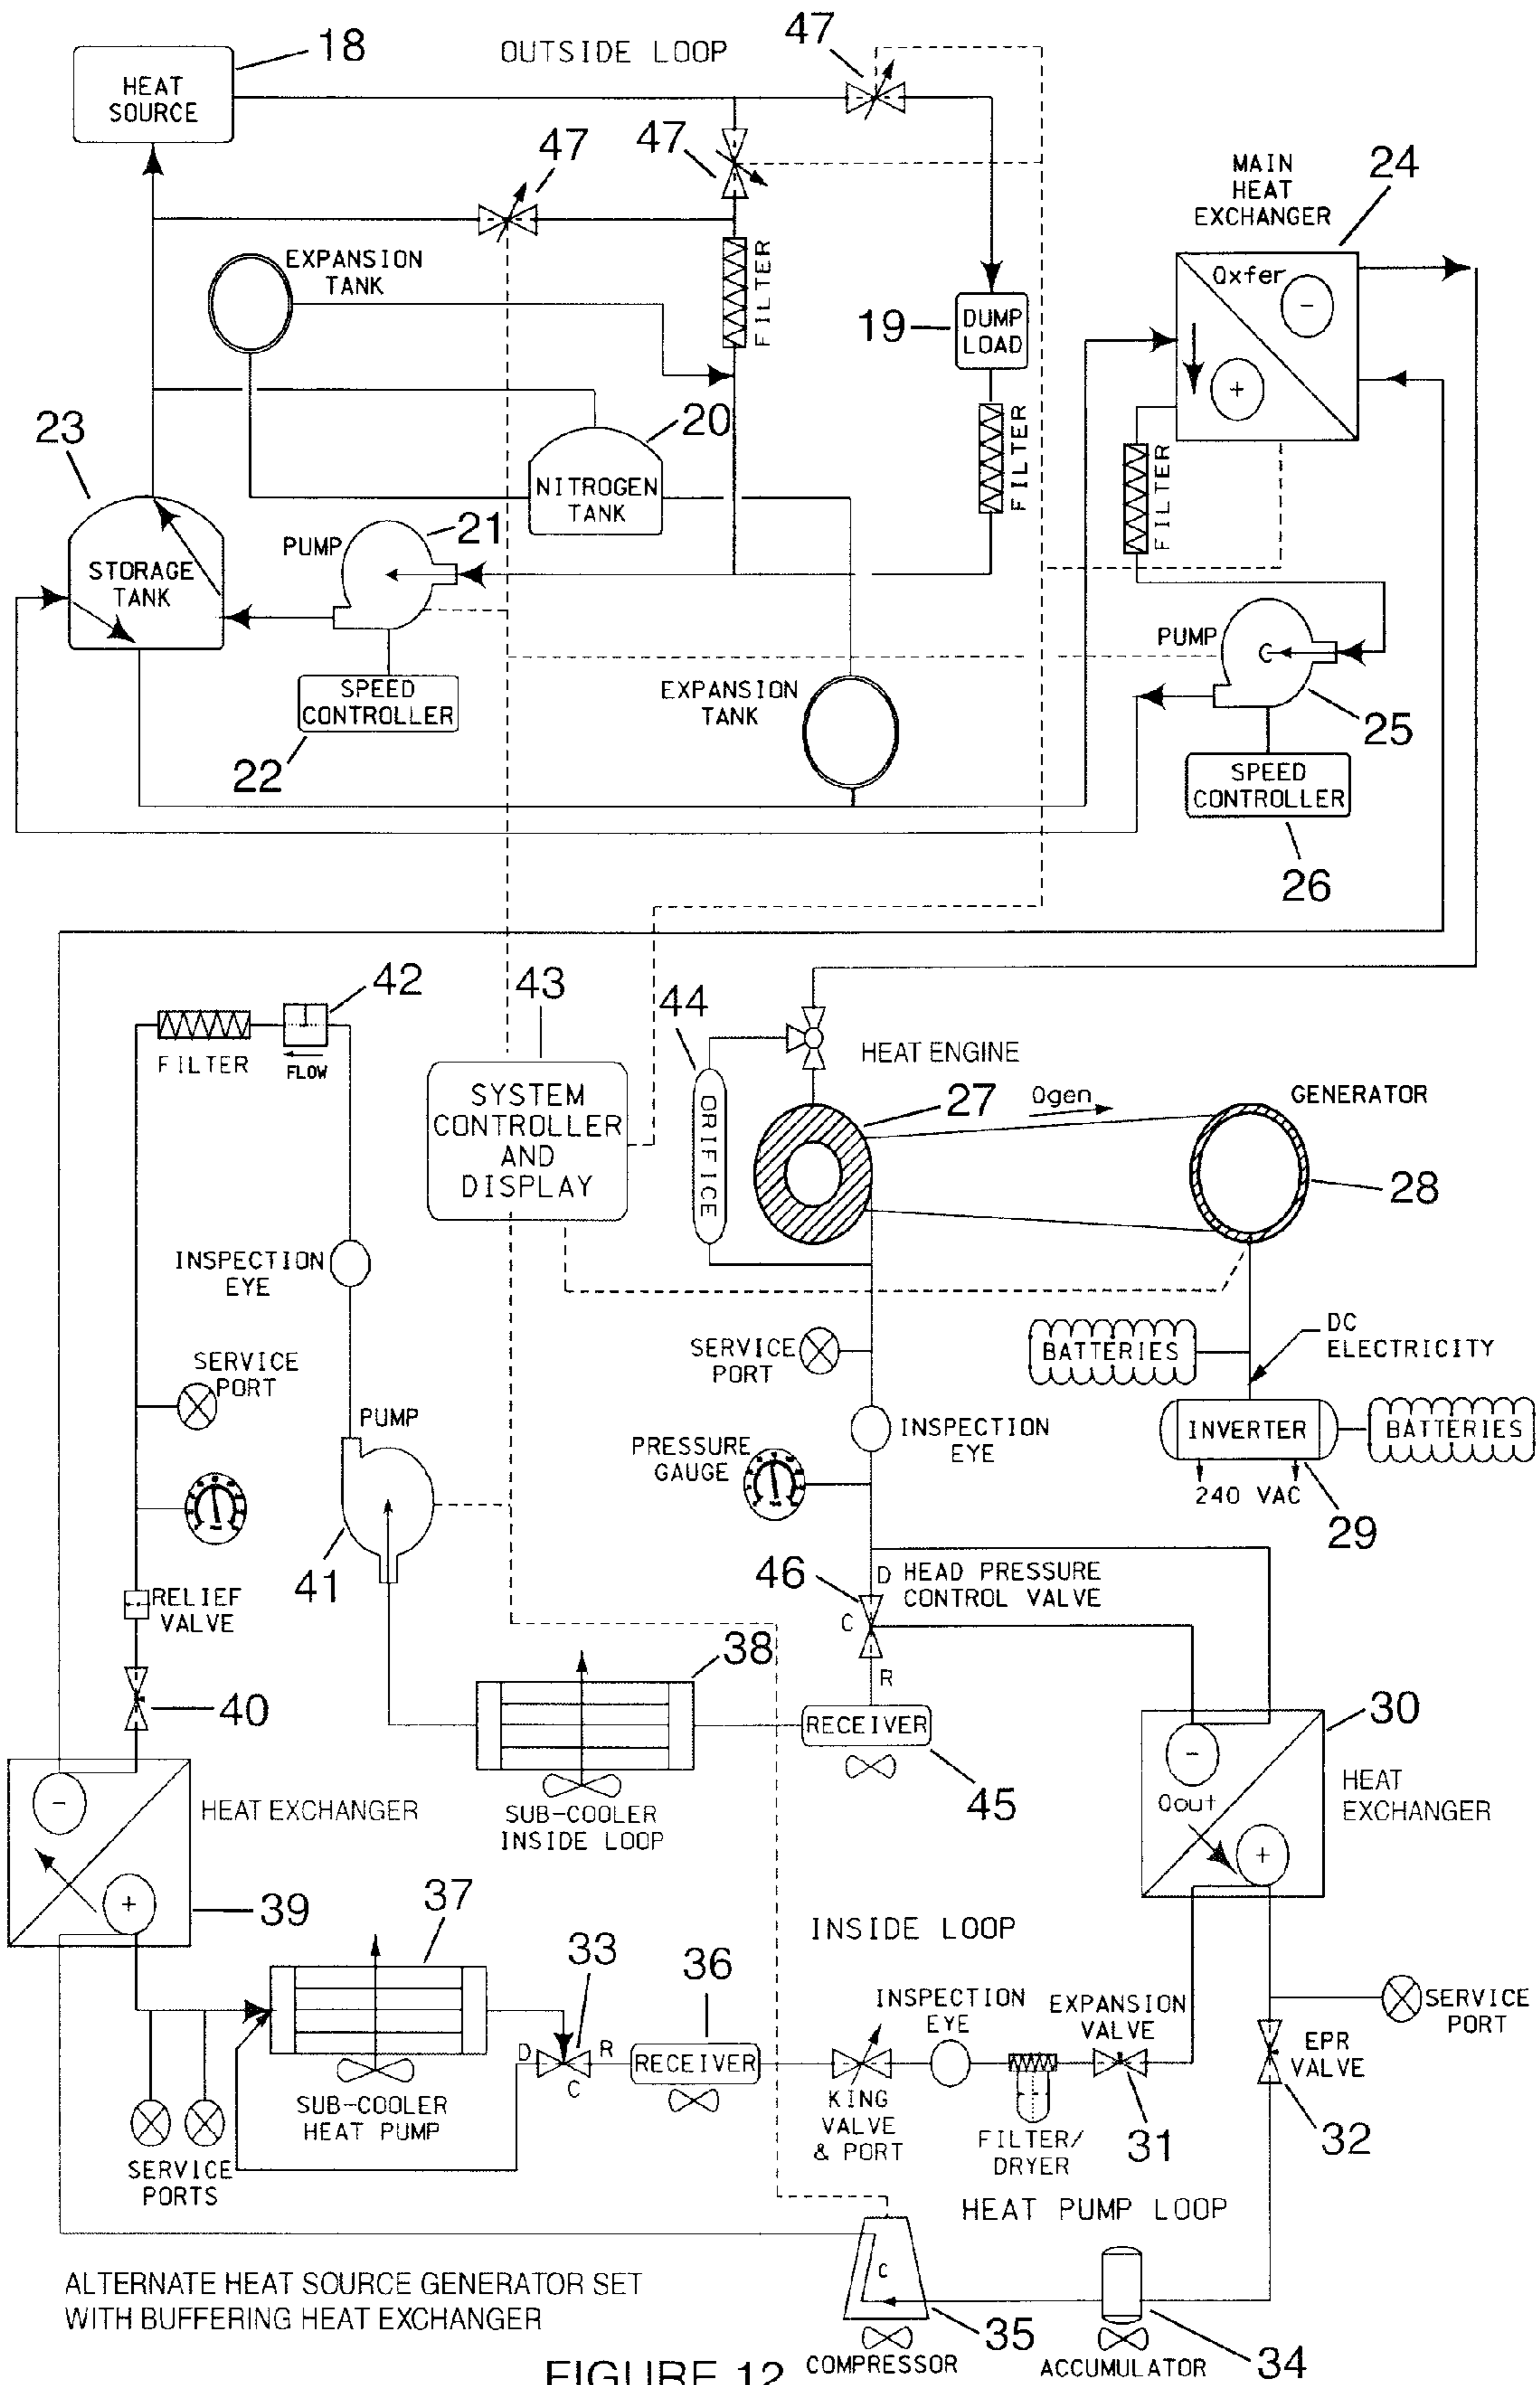 18
OUTSIDE LOOP
47
HEAT
SOURCE
47
47
MAIN
HEAT
EXCHANGER
24
EXPANSION
TANK
FILTER
Qxfer
-
+
19
DUMP
LOAD
20
23
FILTER
FILTER
NITROGEN
TANK
21
PUMP
STORAGE
TANK
PUMP
C
SPEED
CONTROLLER
EXPANSION
TANK
25
22
SPEED
CONTROLLER
26
42
43
44
FILTER
FLOW
HEAT ENGINE
SYSTEM
CONTROLLER
AND
DISPLAY
ORIFICE
27
Qgen
GENERATOR
28
INSPECTION
EYE
SERVICE
PORT
BATTERIES
DC
ELECTRICITY
SERVICE
PORT
PUMP
INSPECTION
EYE
INVERTER
BATTERIES
PRESSURE
GAUGE
240 VAC
29
41
46
D
HEAD PRESSURE
CONTROL VALVE
RELIEF
VALVE
C
38
R
40
RECEIVER
30
-
-
HEAT EXCHANGER
SUB-COOLER
INSIDE LOOP
45
Qout
HEAT
EXCHANGER
+
+
39
37
33
36
INSIDE LOOP
INSPECTION
EYE
EXPANSION
VALVE
SERVICE
PORT
D
R
C
RECEIVER
EPR
VALVE
SUB-COOLER
HEAT PUMP
KING
VALVE
& PORT
FILTER/
DRYER
31
32
SERVICE
PORTS
HEAT PUMP LOOP
C
ALTERNATE HEAT SOURCE GENERATOR SET
WITH BUFFERING HEAT EXCHANGER
35
34
FIGURE 12
COMPRESSOR
ACCUMULATOR